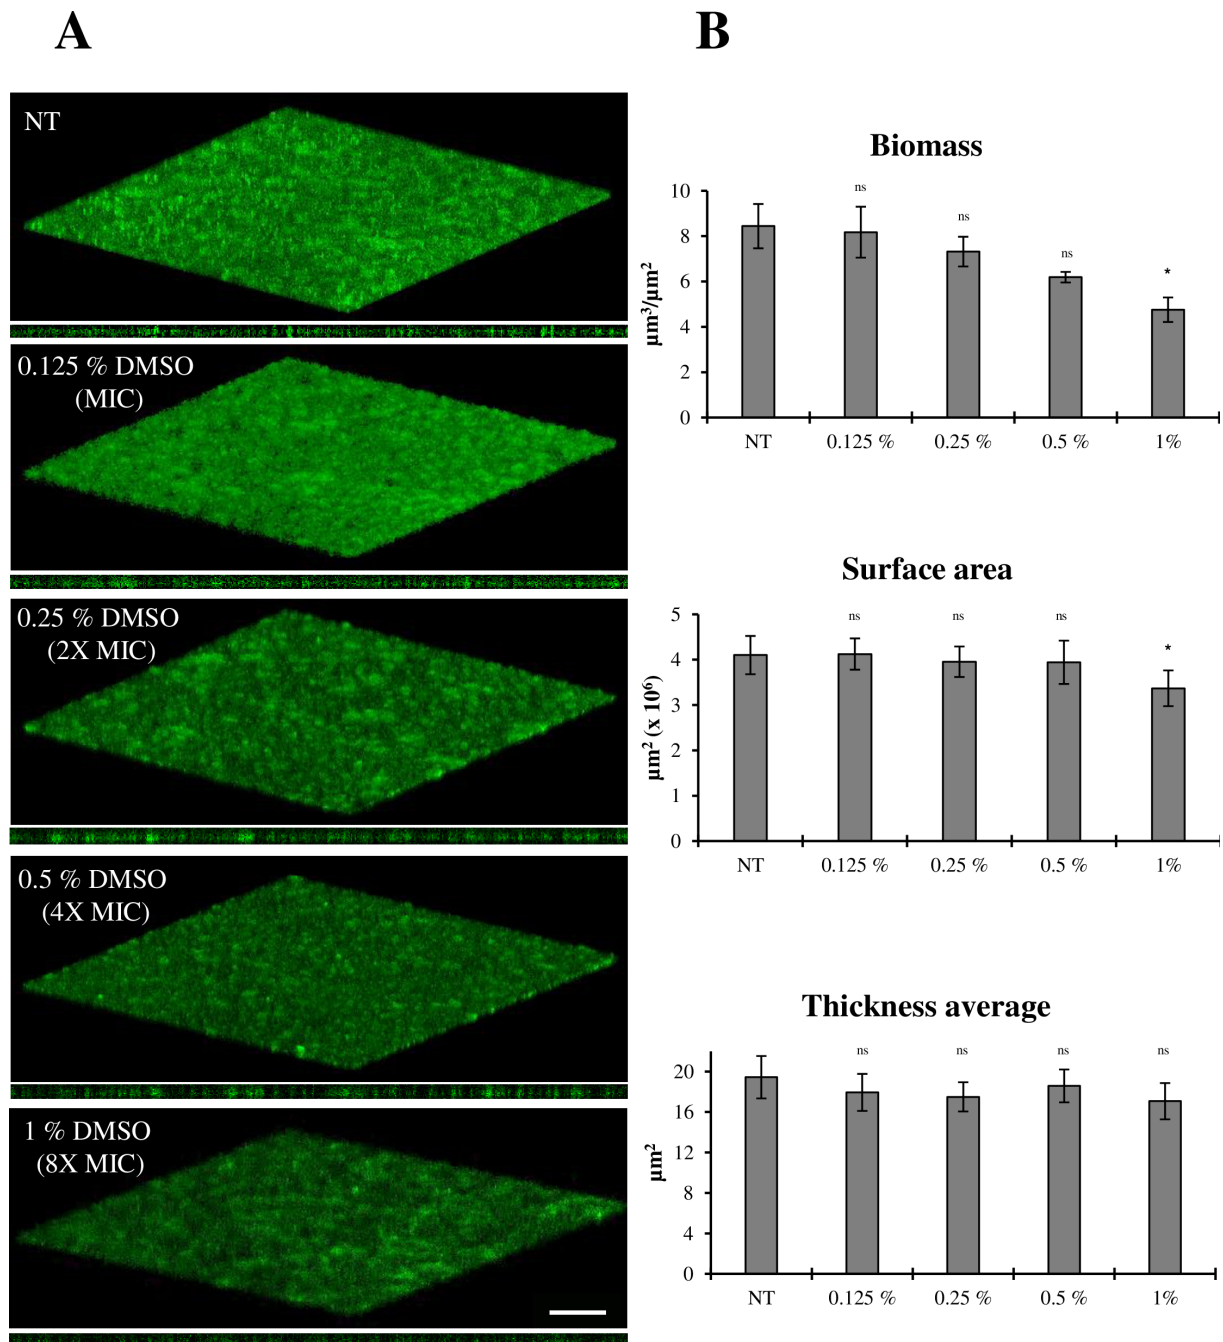 A
B
NT
0.125 % DMSO
(MIC)
0.25 % DMSO
(2X MIC)
0.5 % DMSO
(4X MIC)
1 % DMSO
(8X MIC)
Biomass
10
8
6
4
2
0
µm³/µm²
ns
ns
ns
*
NT
0.125 %
0.25 %
0.5 %
1%
Surface area
5
4
3
2
1
0
µm² (x 10⁶)
ns
ns
ns
*
NT
0.125 %
0.25 %
0.5 %
1%
Thickness average
20
16
12
8
4
0
µm²
ns
ns
ns
ns
NT
0.125 %
0.25 %
0.5 %
1%